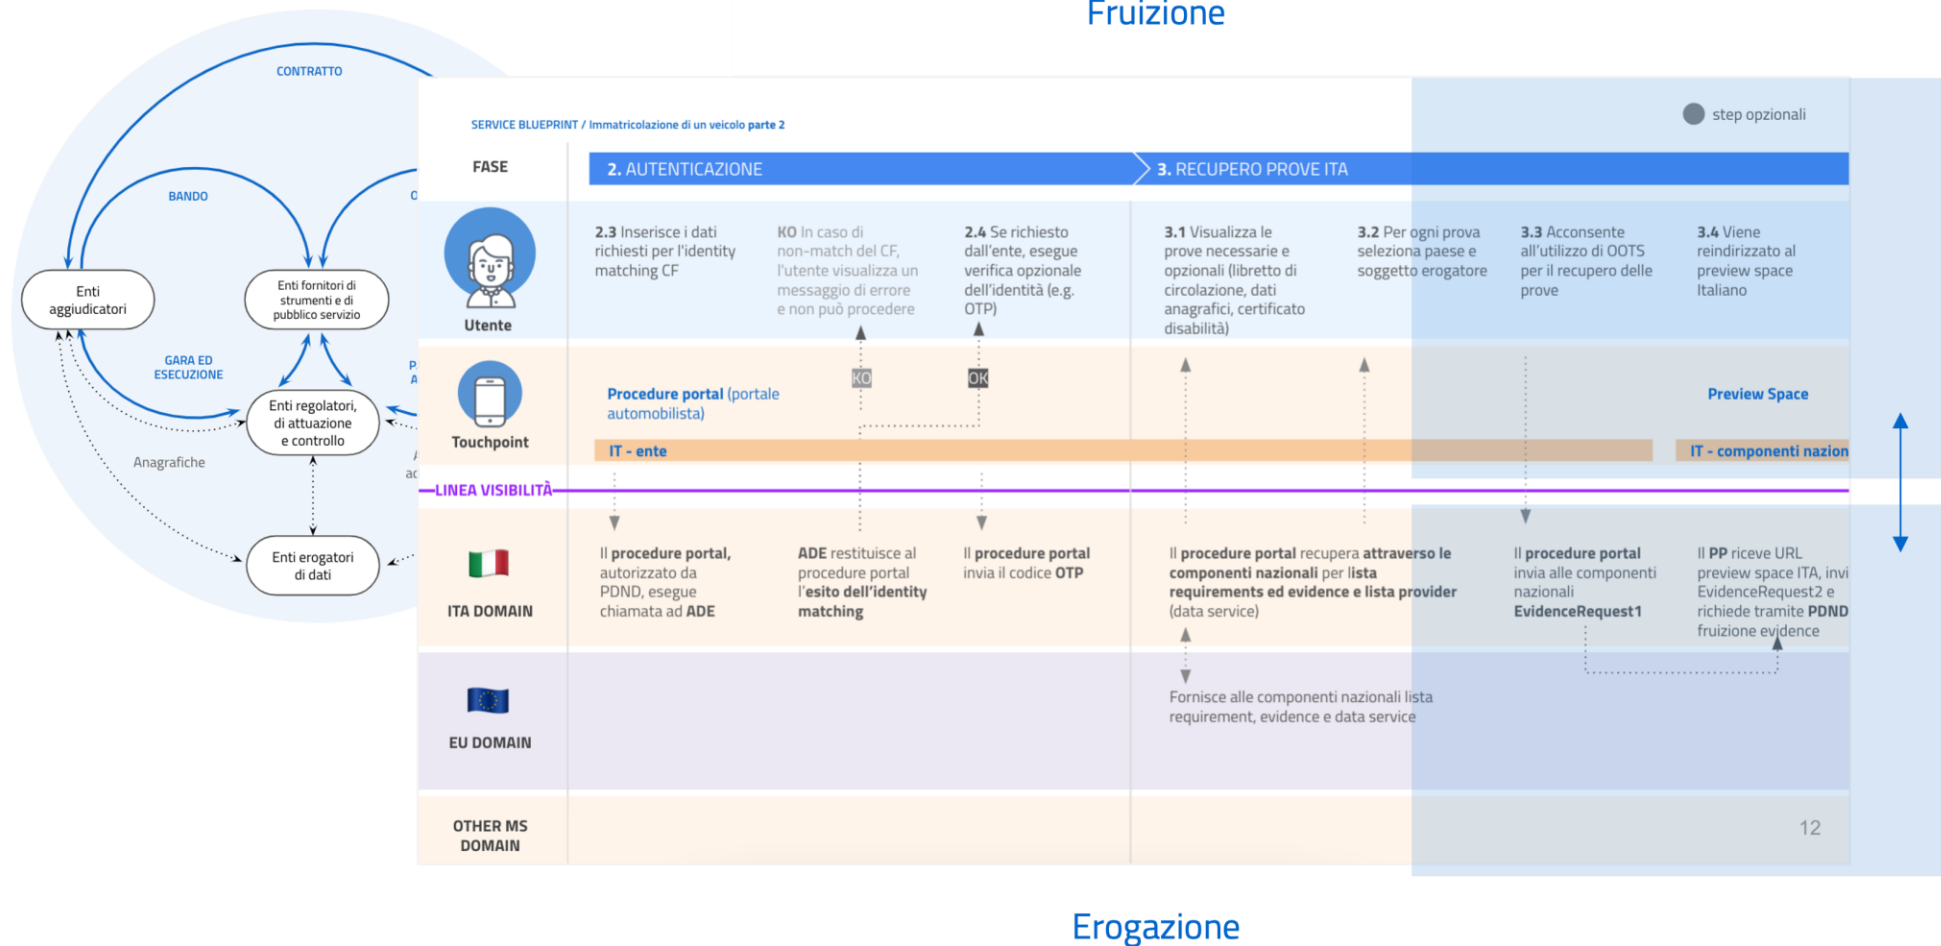 Fruizione
CONTRATTO
BANDO
Enti
aggiudicatori
Enti fornitori di
strumenti e di
pubblico servizio
GARA ED
ESECUZIONE
Enti regolatori,
di attuazione
e controllo
Anagrafiche
Enti erogatori
di dati
SERVICE BLUEPRINT / Immatricolazione di un veicolo parte 2
step opzionali
FASE
2. AUTENTICAZIONE
3. RECUPERO PROVE ITA
Utente
2.3 Inserisce i dati
richiesti per l'identity
matching CF
KO In caso di
non-match del CF,
l'utente visualizza un
messaggio di errore
e non può procedere
2.4 Se richiesto
dall'ente, esegue
verifica opzionale
dell'identità (e.g.
OTP)
3.1 Visualizza le
prove necessarie e
opzionali (libretto di
circolazione, dati
anagrafici, certificato
disabilità)
3.2 Per ogni prova
seleziona paese e
soggetto erogatore
3.3 Acconsente
all'utilizzo di OOTS
per il recupero delle
prove
3.4 Viene
reindirizzato al
preview space
Italiano
Touchpoint
KO
OK
Procedure portal (portale
automobilista)
Preview Space
IT - ente
IT - componenti nazion
LINEA VISIBILITÀ
ITA DOMAIN
Il procedure portal,
autorizzato da
PDND, esegue
chiamata ad ADE
ADE restituisce al
procedure portal
l'esito dell'identity
matching
Il procedure portal
invia il codice OTP
Il procedure portal recupera attraverso le
componenti nazionali per lista
requirements ed evidence e lista provider
(data service)
Il procedure portal
invia alle componenti
nazionali
EvidenceRequest1
Il PP riceve URL
preview space ITA, invi
EvidenceRequest2 e
richiede tramite PDND
fruizione evidence
EU DOMAIN
Fornisce alle componenti nazionali lista
requirement, evidence e data service
OTHER MS
DOMAIN
12
Erogazione